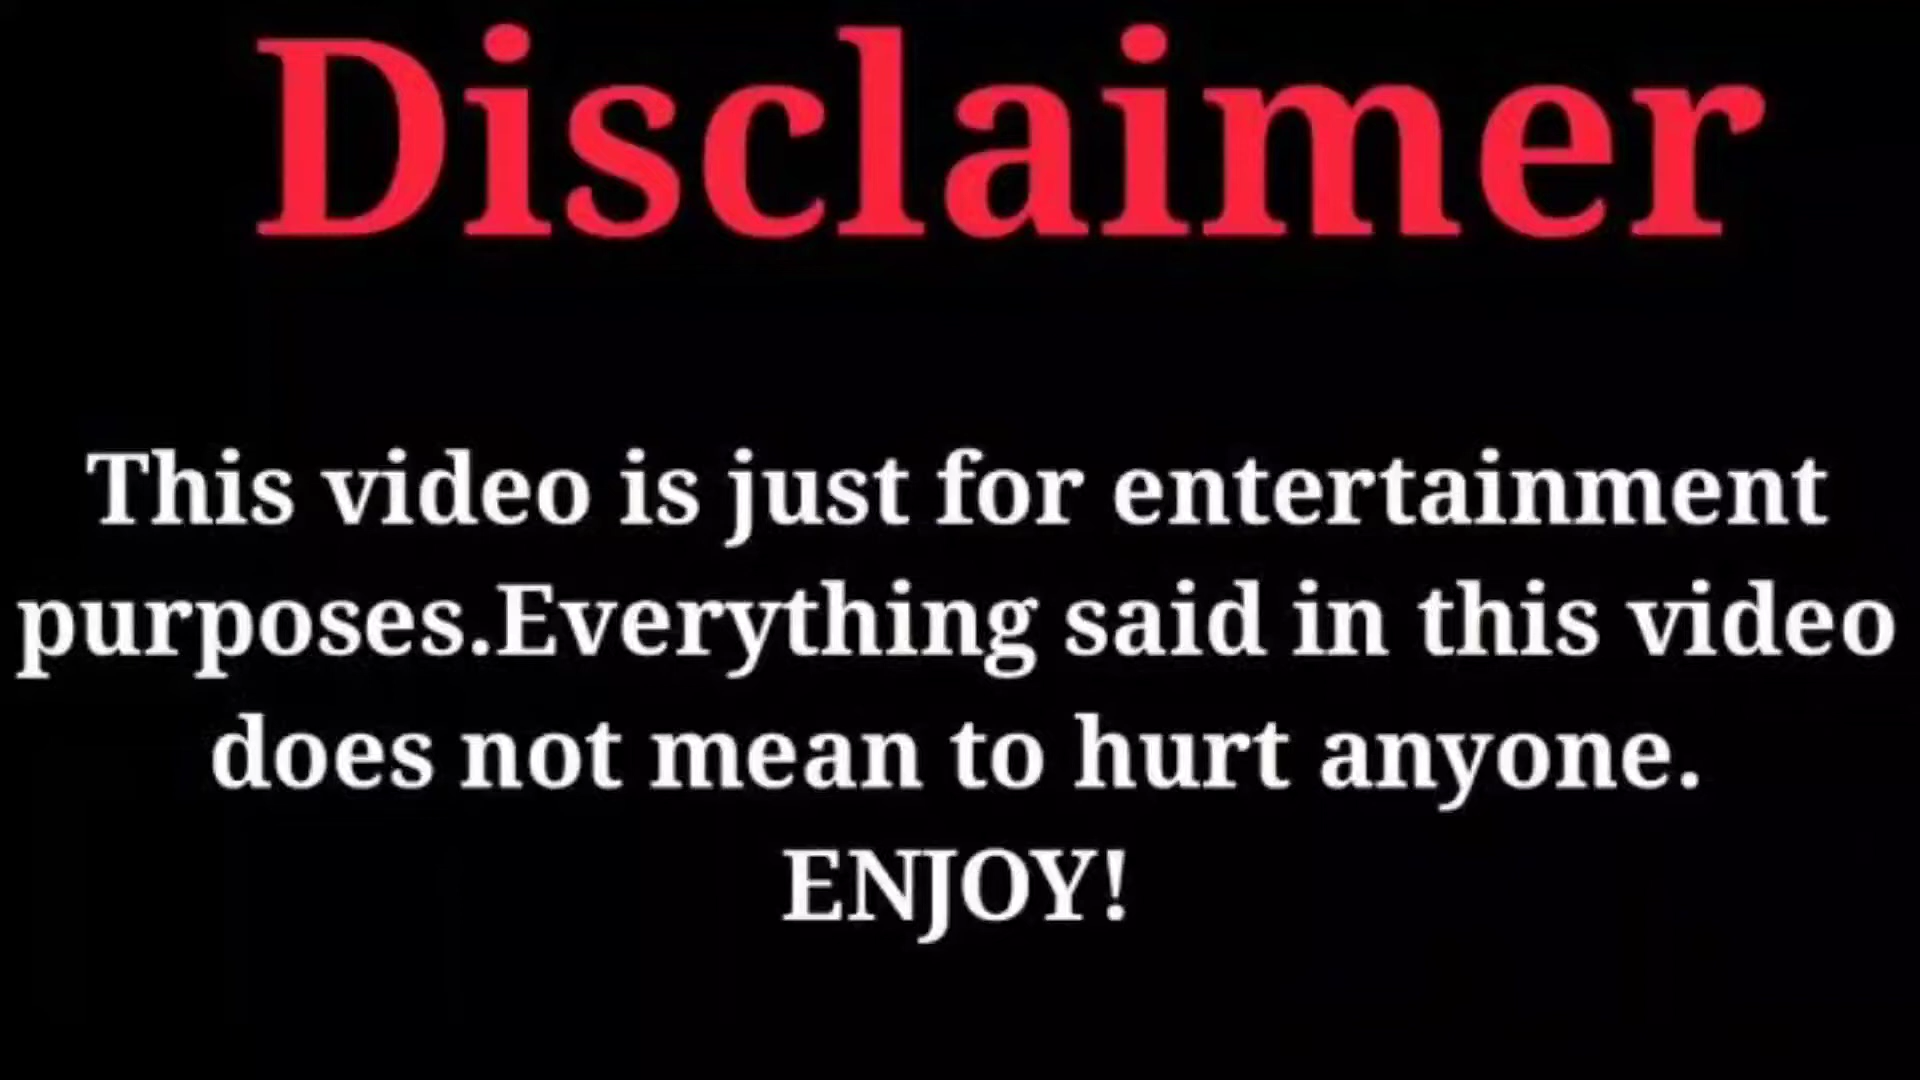 Disclaimer
This video is just for entertainment
purposes.Everything said in this video
does not mean to hurt anyone.
ENJOY!